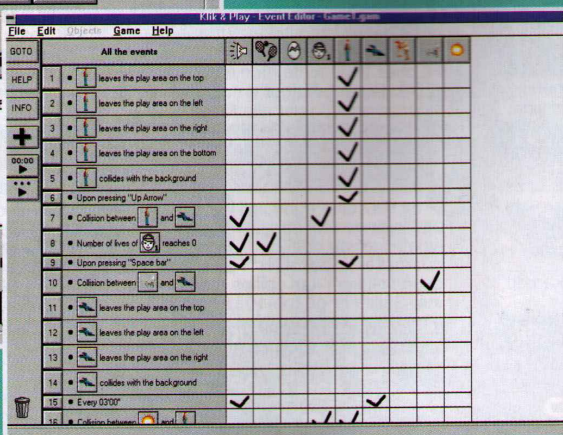 Klik & Play - Event Editor - Game1.gam
File Edit Objects Game Help
GOTO
HELP
INFO
00:00
All the events
1
1 • leaves the play area on the top
2 • leaves the play area on the left
3 • leaves the play area on the right
4 • leaves the play area on the bottom
5 • collides with the background
6 • Upon pressing "Up Arrow"
7 • Collision between and
8 • Number of lives of 1 reaches 0
9 • Upon pressing "Space bar"
10 • Collision between and
11 • leaves the play area on the top
12 • leaves the play area on the left
13 • leaves the play area on the right
14 • collides with the background
15 • Every 03'00"
16 • Collision between and